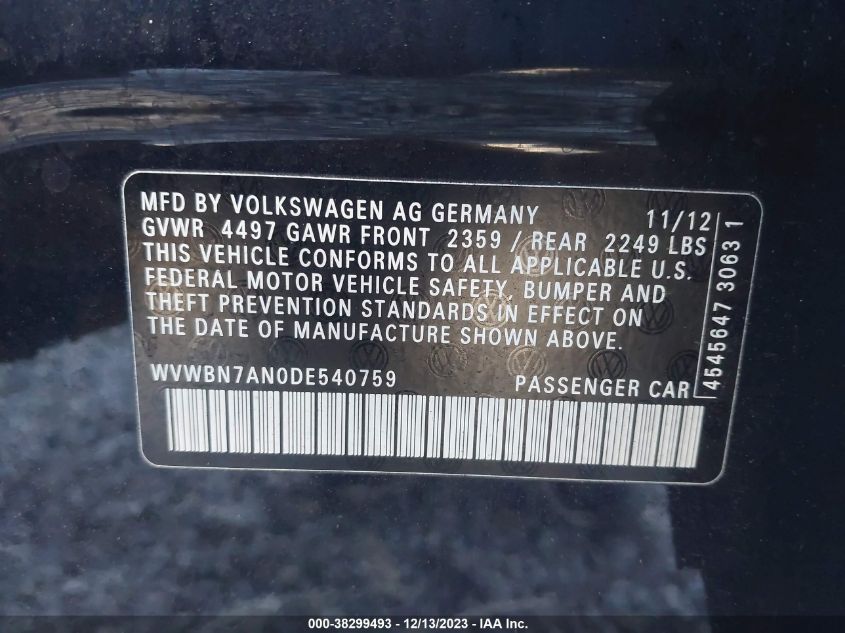 MFD BY VOLKSWAGEN AG GERMANY 11/12
GVWR 4497 GAWR FRONT 2359 / REAR 2249 LBS
THIS VEHICLE CONFORMS TO ALL APPLICABLE U.S.
FEDERAL MOTOR VEHICLE SAFETY, BUMPER AND
THEFT PREVENTION STANDARDS IN EFFECT ON
THE DATE OF MANUFACTURE SHOWN ABOVE.
WVWBN7AN0DE540759 PASSENGER CAR
4545647 3063 1
000-38299493 - 12/13/2023 - IAA Inc.